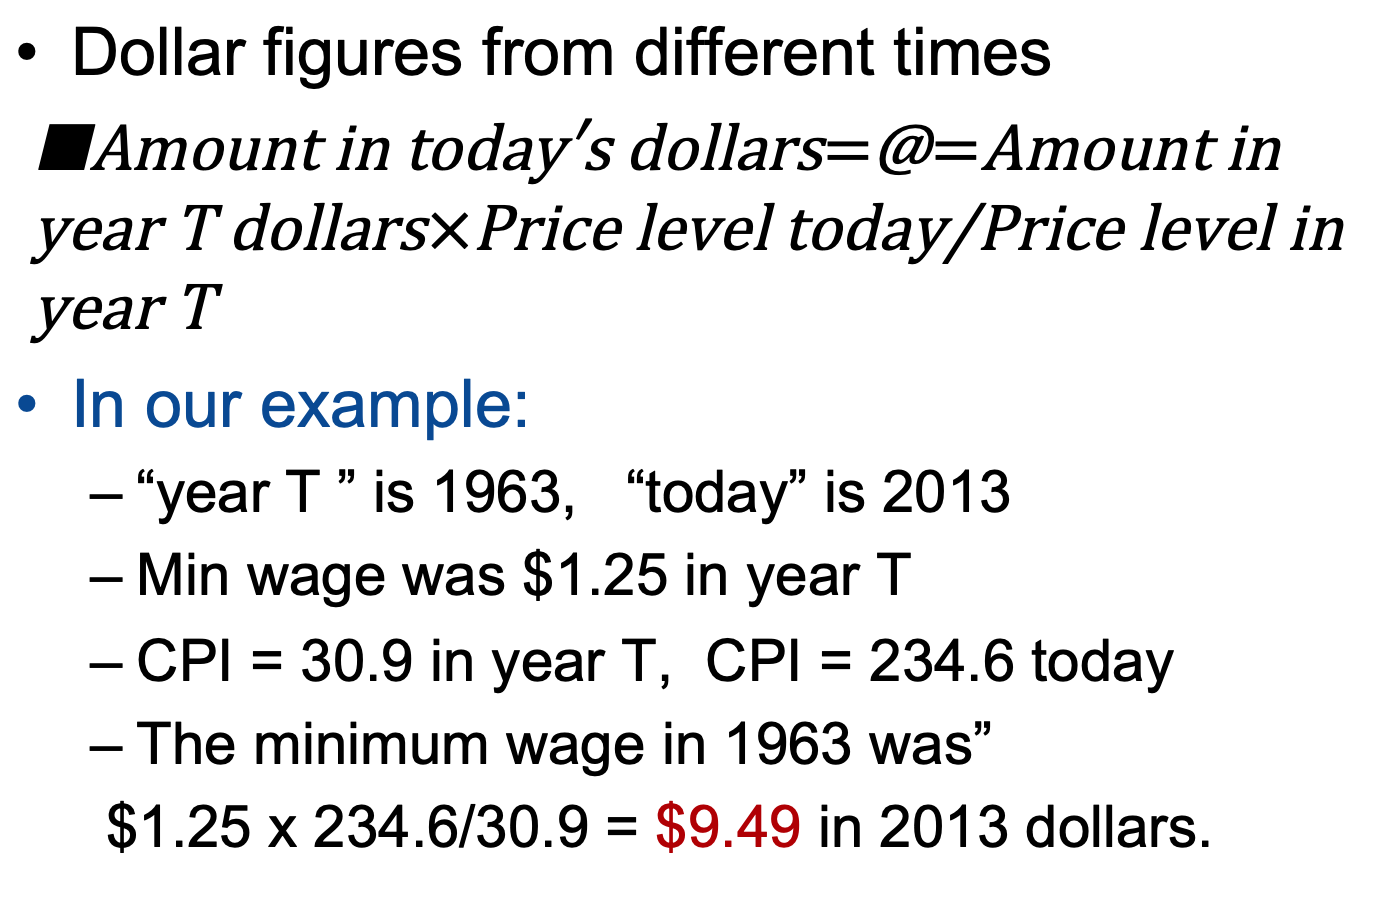 • Dollar figures from different times
■Amount in today′s dollars=@=Amount in
year T dollars×Price level today/Price level in
year T
• In our example:
– “year T ” is 1963, “today” is 2013
– Min wage was $1.25 in year T
– CPI = 30.9 in year T, CPI = 234.6 today
– The minimum wage in 1963 was”
$1.25 x 234.6/30.9 = $9.49 in 2013 dollars.